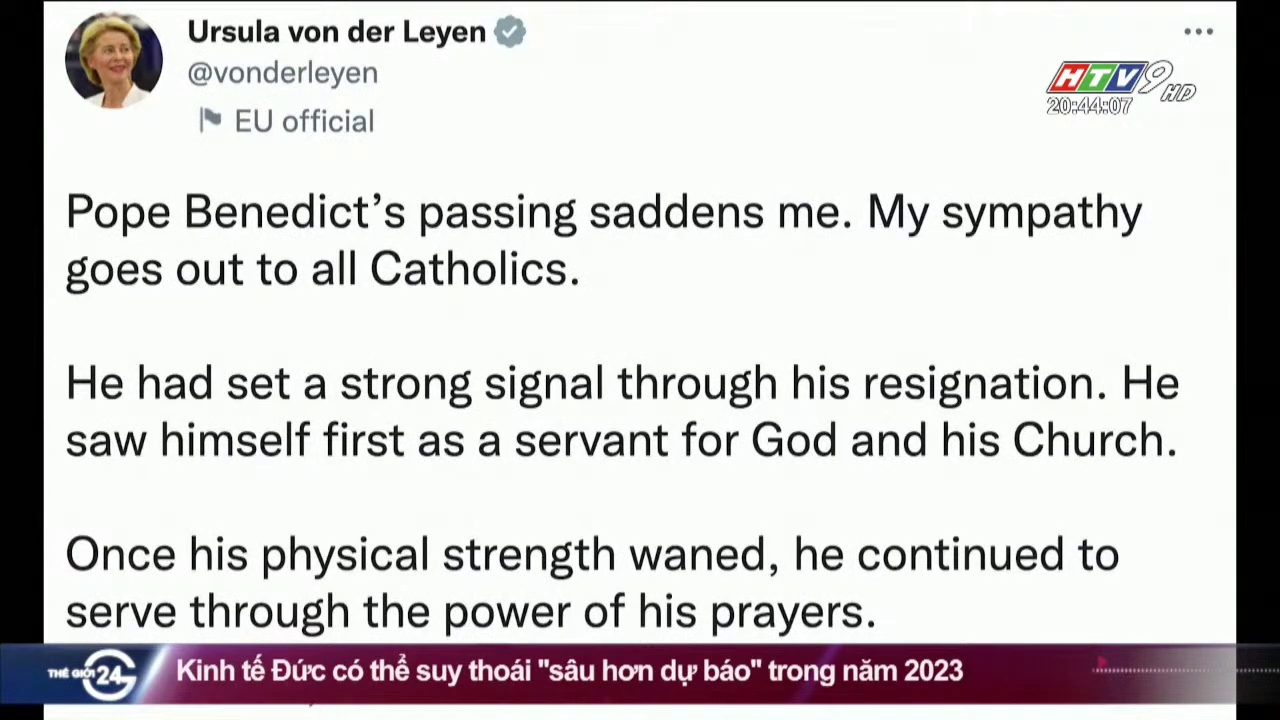 Ursula von der Leyen
@vonderleyen
EU official
HTV9 HD
20:44:07
Pope Benedict’s passing saddens me. My sympathy
goes out to all Catholics.
He had set a strong signal through his resignation. He
saw himself first as a servant for God and his Church.
Once his physical strength waned, he continued to
serve through the power of his prayers.
THẾ GIỚI 24G
Kinh tế Đức có thể suy thoái "sâu hơn dự báo" trong năm 2023